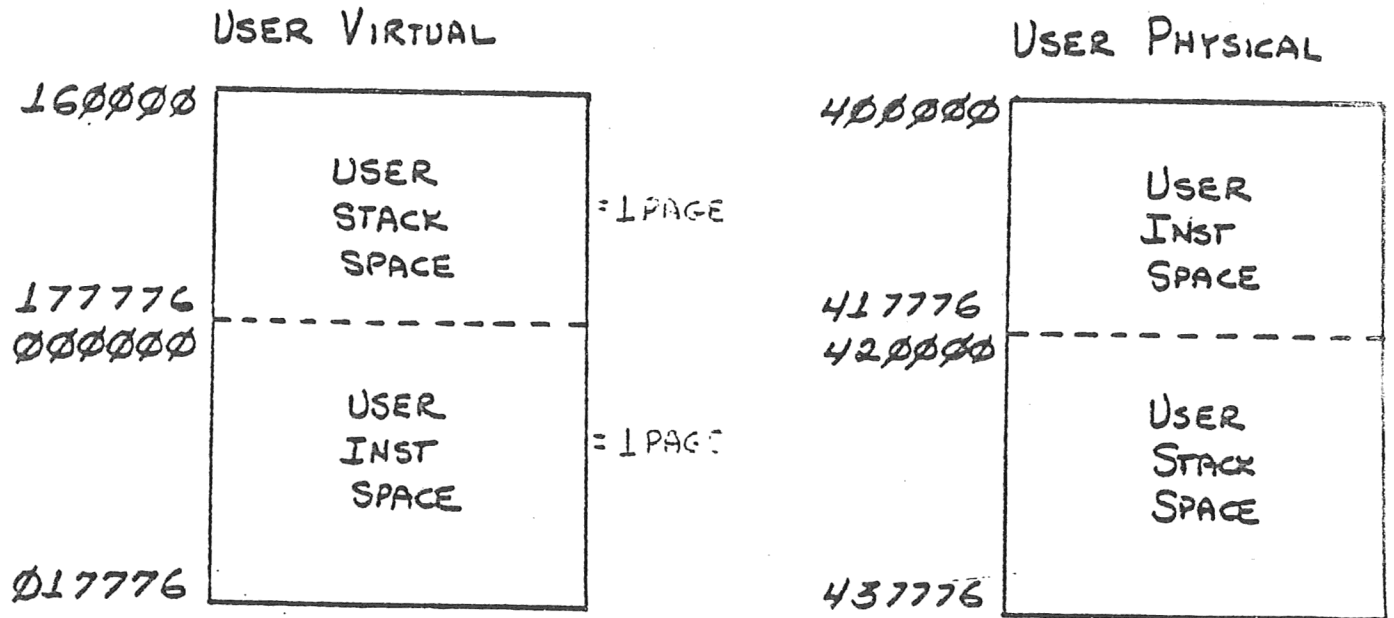 USER VIRTUAL
160000
USER
STACK
SPACE
=1 PAGE
177776
000000
USER
INST
SPACE
=1 PAGE
017776
USER PHYSICAL
400000
USER
INST
SPACE
417776
420000
USER
STACK
SPACE
437776